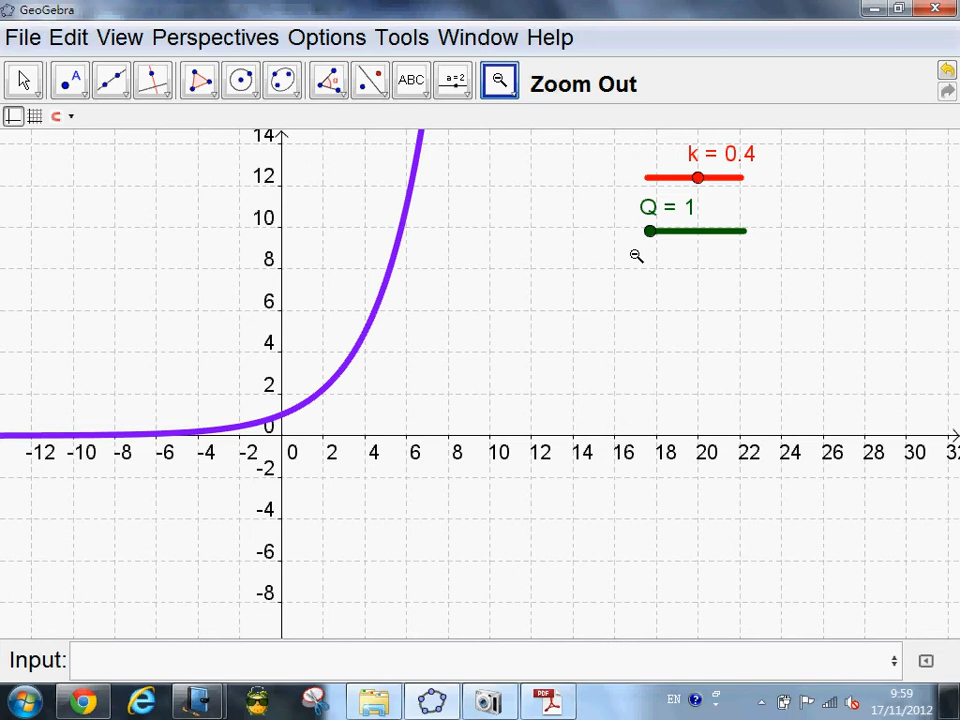 GeoGebra
File Edit View Perspectives Options Tools Window Help
A
α
ABC
a=2
Zoom Out
14
12
10
8
6
4
2
0
-2
-4
-6
-8
-12 -10 -8 -6 -4 -2 0 2 4 6 8 10 12 14 16 18 20 22 24 26 28 30 32
k = 0.4
Q = 1
Input:
PDF
EN
9:59
17/11/2012